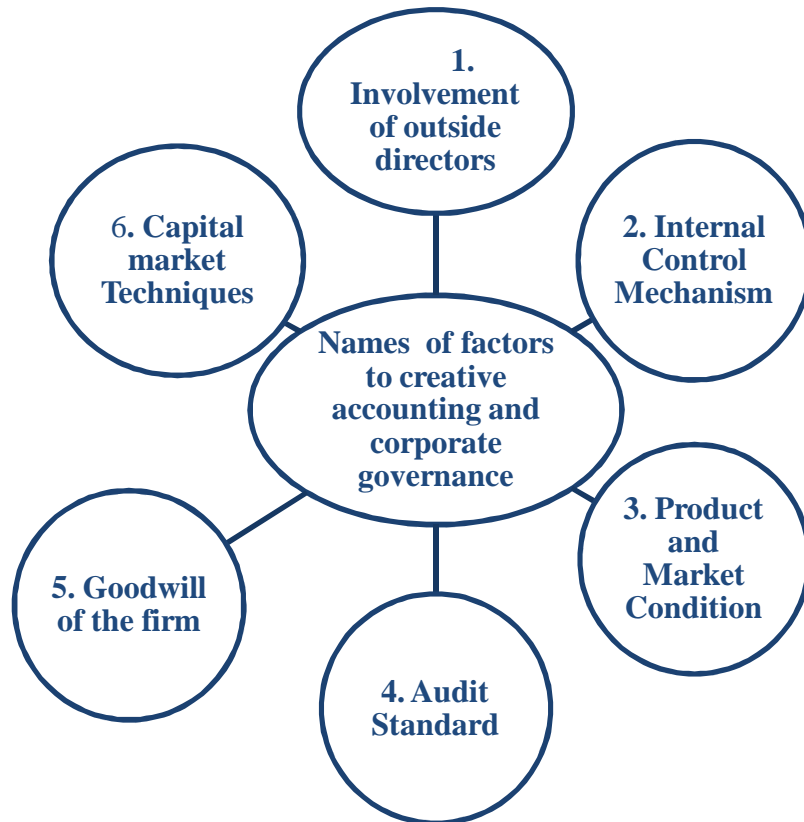 1.
Involvement
of outside
directors
2. Internal
Control
Mechanism
3. Product
and
Market
Condition
4. Audit
Standard
5. Goodwill
of the firm
6. Capital
market
Techniques
Names of factors
to creative
accounting and
corporate
governance